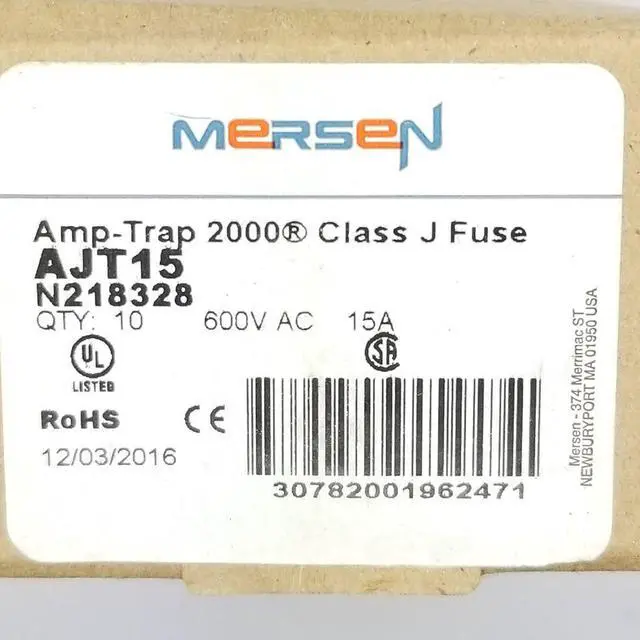 MERSEN
Amp-Trap 2000® Class J Fuse
AJT15
N218328
QTY: 10 600V AC 15A
UL
LISTED
SA
RoHS CE
12/03/2016
30782001962471
Mersen - 374 Merrimac ST
NEWBURYPORT MA 01950 USA